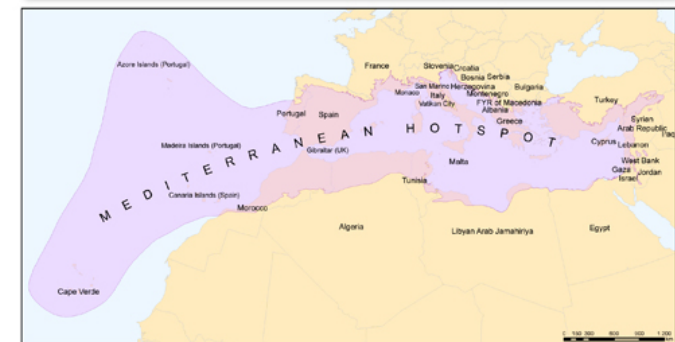 Azore Islands (Portugal)
France
Slovenia
Croatia
Bosnia
Serbia
Monaco
San Marino
Herzegovina
Italy
Montenegro
Bulgaria
Vatican City
FYR of Macedonia
Albania
Turkey
Portugal
Spain
Greece
Syrian
Arab Republic
Iraq
MEDITERRANEAN HOTSPOT
Madeira Islands (Portugal)
Gibraltar (UK)
Malta
Cyprus
Lebanon
West Bank
Gaza
Israel
Jordan
Canaria Islands (Spain)
Tunisia
Morocco
Algeria
Libyan Arab Jamahiriya
Egypt
Cape Verde